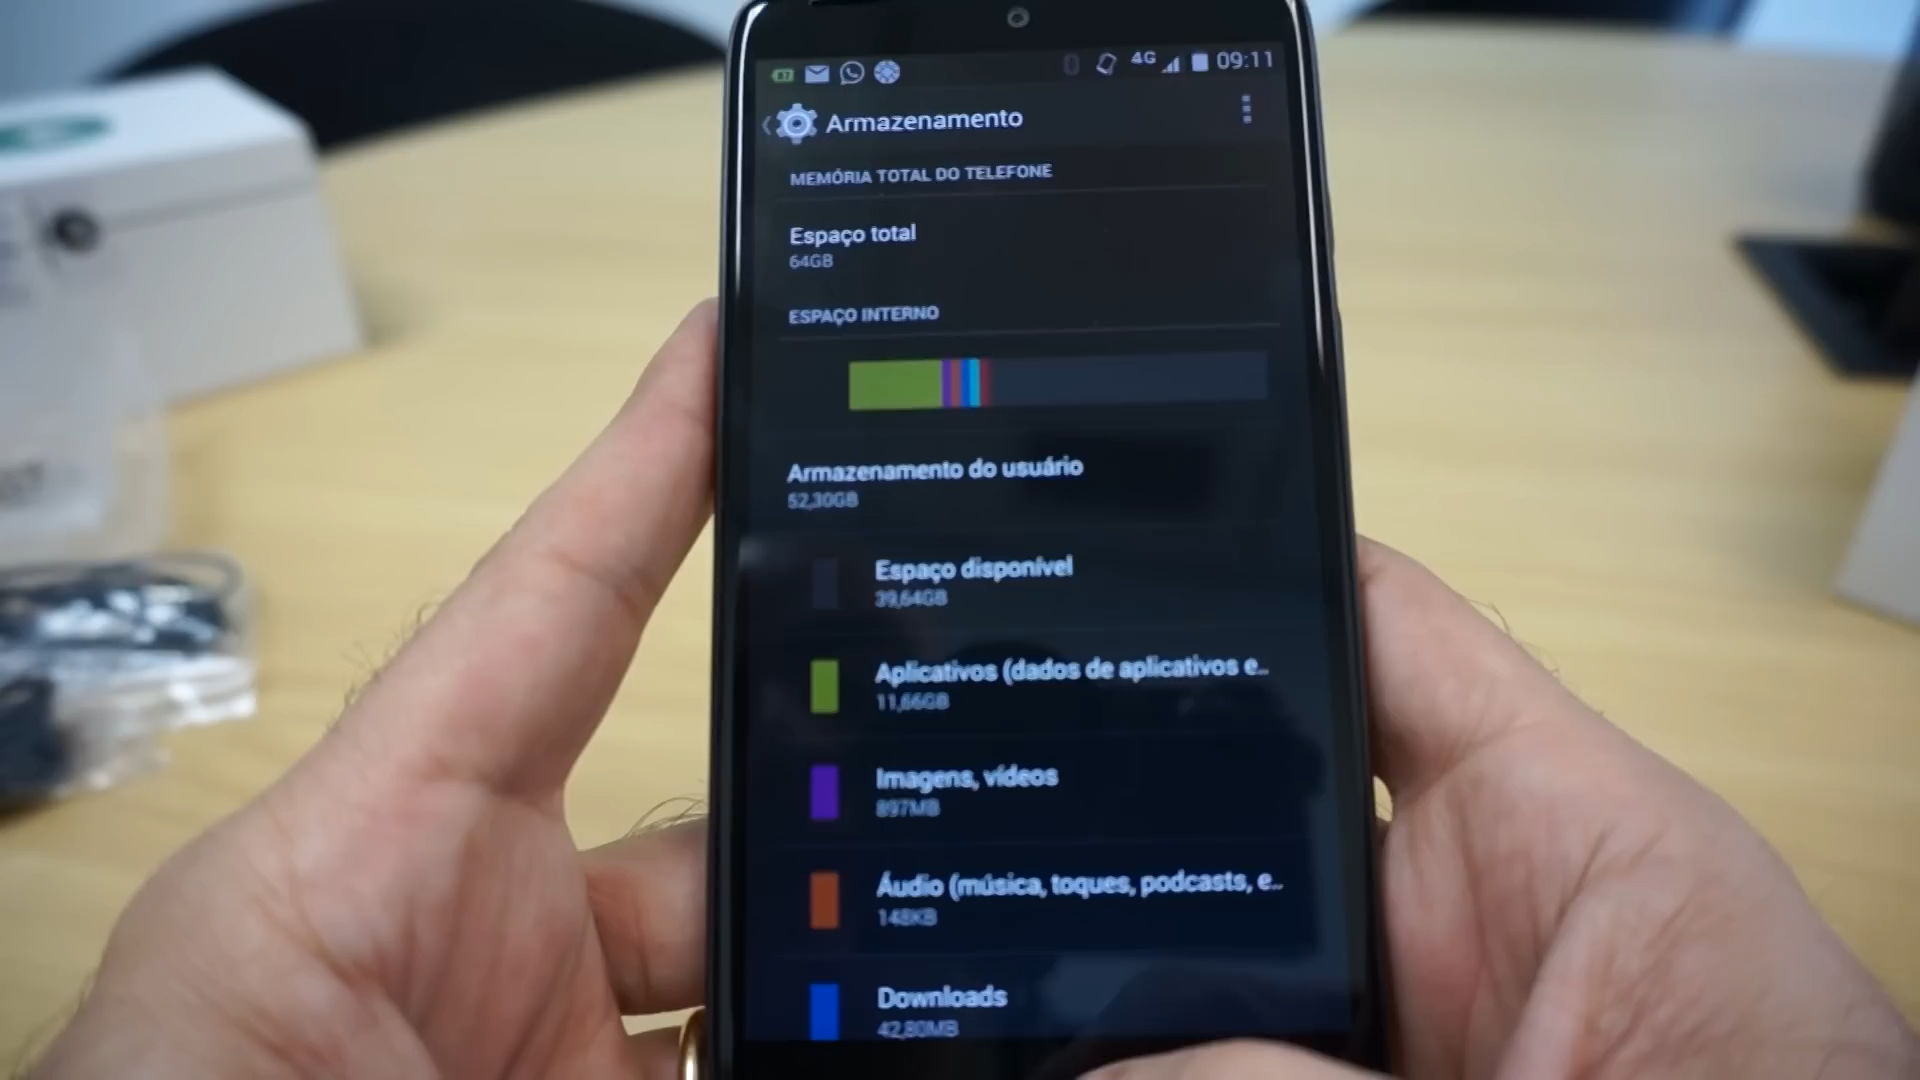 4G 09:11
Armazenamento
MEMÓRIA TOTAL DO TELEFONE
Espaço total
64GB
ESPAÇO INTERNO
Armazenamento do usuário
52,30GB
Espaço disponível
39,64GB
Aplicativos (dados de aplicativos e..
11,66GB
Imagens, vídeos
897MB
Áudio (música, toques, podcasts, e..
148KB
Downloads
42,80MB